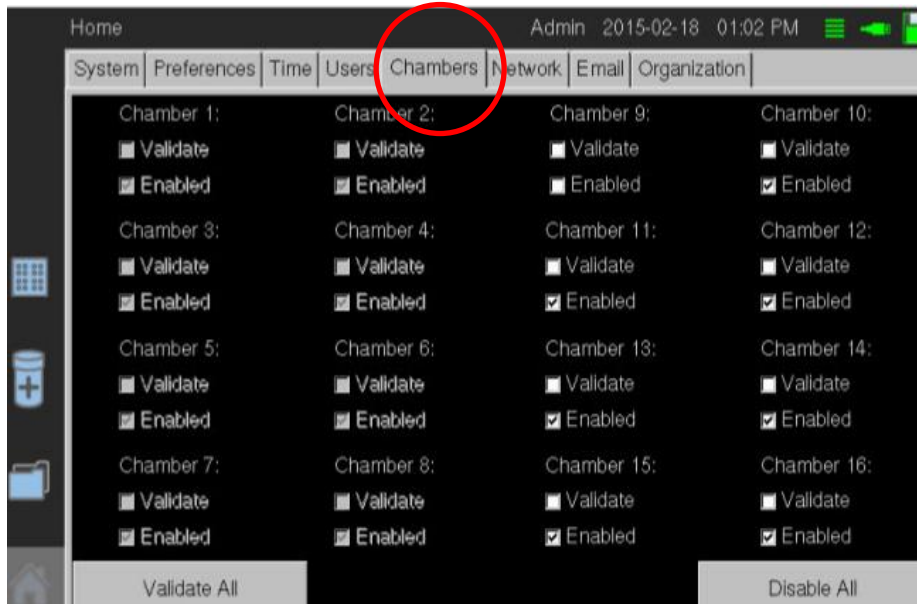 Home Admin 2015-02-18 01:02 PM
System Preferences Time Users Chambers Network Email Organization
Chamber 1: Chamber 2: Chamber 9: Chamber 10:
Validate Validate Validate Validate
Enabled Enabled Enabled Enabled
Chamber 3: Chamber 4: Chamber 11: Chamber 12:
Validate Validate Validate Validate
Enabled Enabled Enabled Enabled
Chamber 5: Chamber 6: Chamber 13: Chamber 14:
Validate Validate Validate Validate
Enabled Enabled Enabled Enabled
Chamber 7: Chamber 8: Chamber 15: Chamber 16:
Validate Validate Validate Validate
Enabled Enabled Enabled Enabled
Validate All Disable All